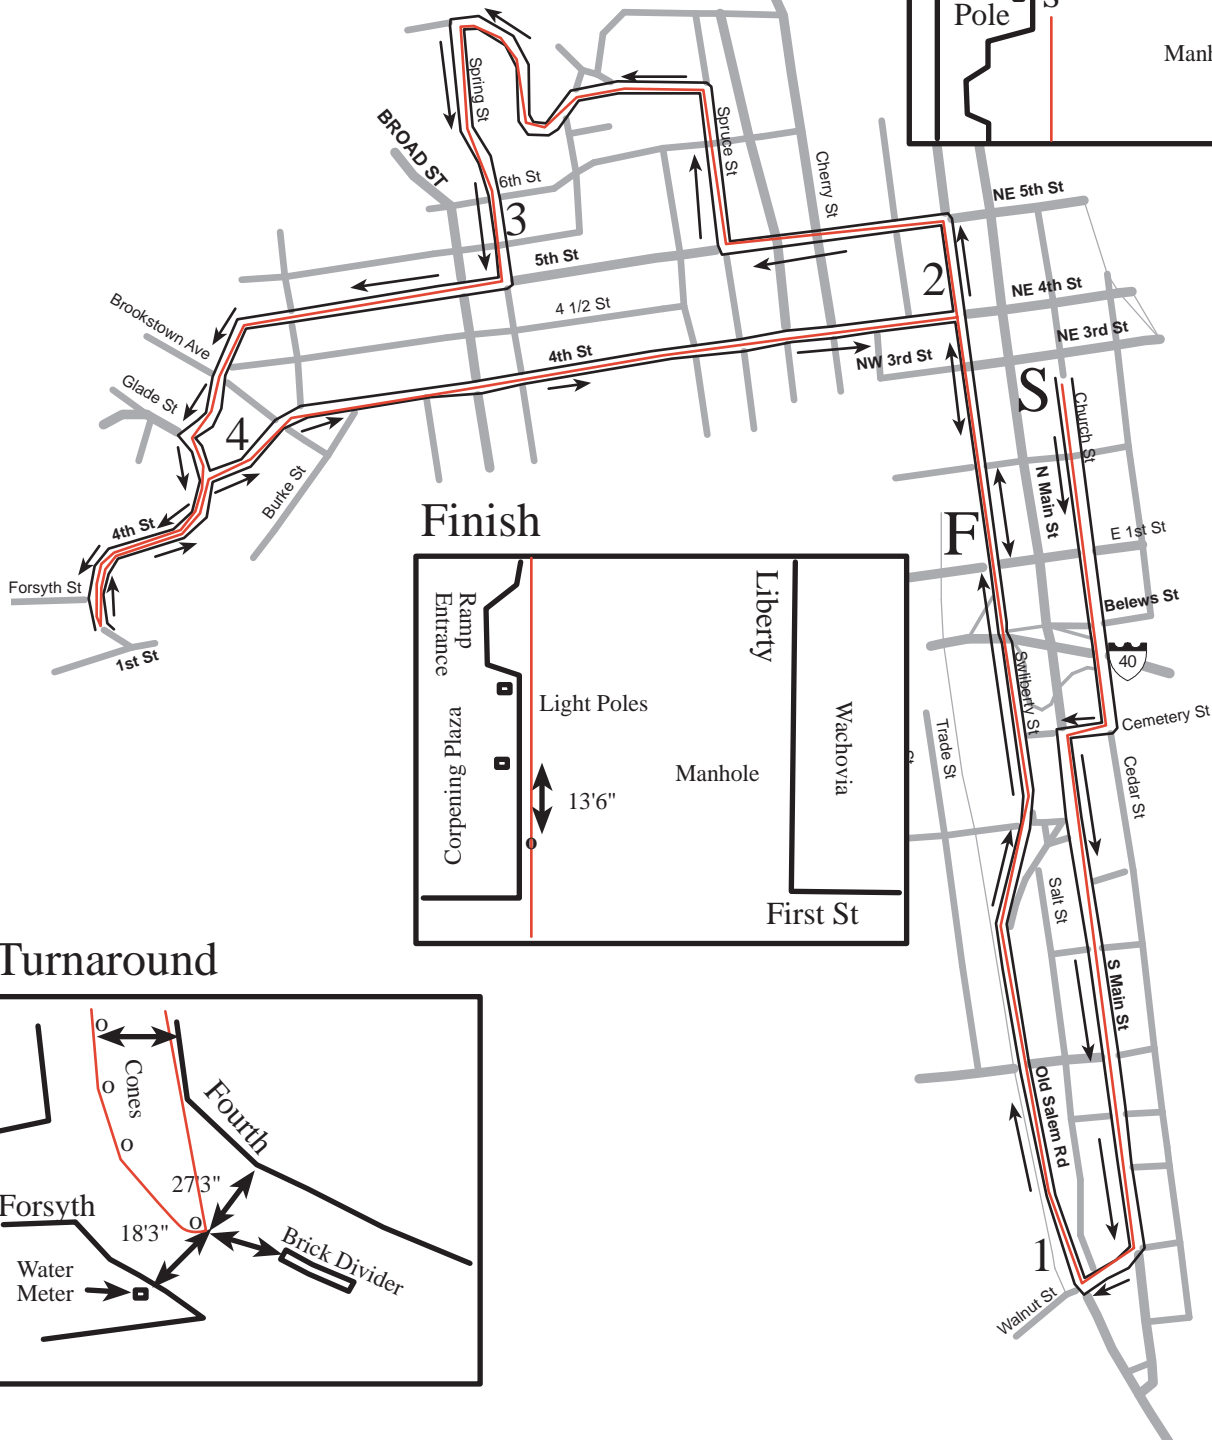 S
Pole
Spring St
BROAD ST
Spruce St
6th St
Cherry St
NE 5th St
3
5th St
2
NE 4th St
4 1/2 St
Brookstown Ave
NE 3rd St
4th St
NW 3rd St
Glade St
S
Church St
4
Burke St
N Main St
4th St
Finish
F
E 1st St
Forsyth St
Belews St
1st St
40
Ramp
Entrance
Liberty
Swliberty St
Light Poles
Corpening Plaza
Wachovia
Cemetery St
Trade St
St
Manhole
Cedar St
13'6"
o
Salt St
First St
Turnaround
S Main St
o
Cones
o
Fourth
Old Salem Rd
o
27'3"
Forsyth
o
18'3"
Brick Divider
1
Water
Meter
Walnut St